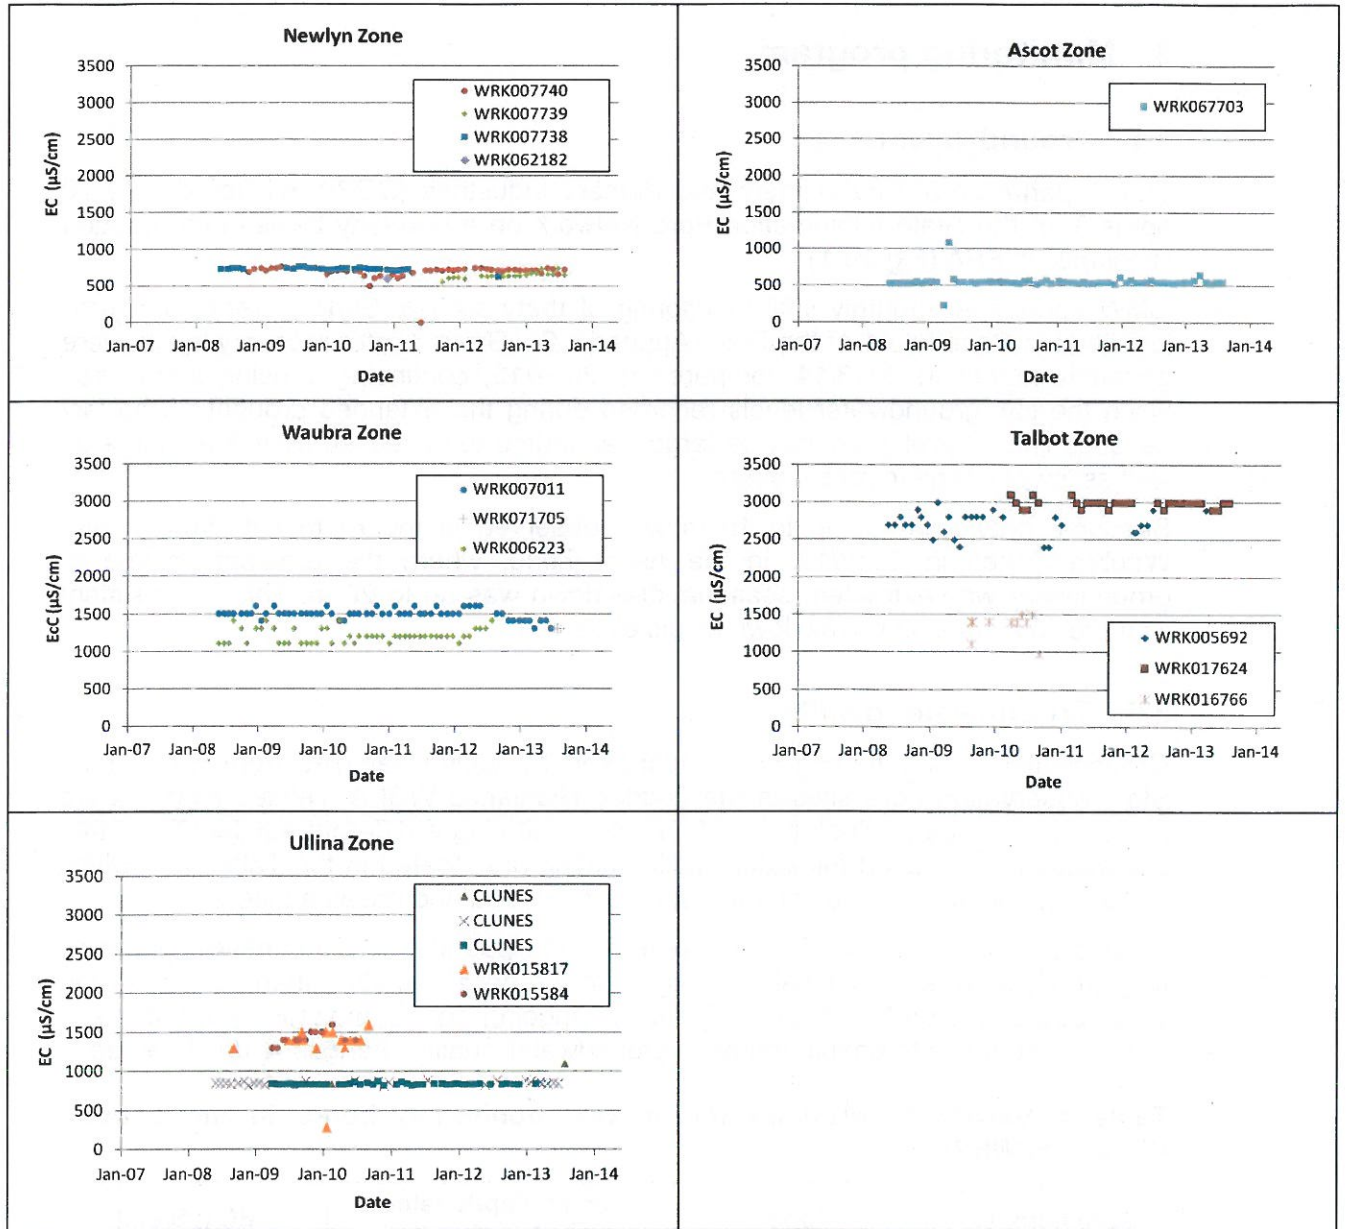 Newlyn Zone
3500
3000
2500
2000
1500
1000
500
0
EC (µS/cm)
WRK007740
WRK007739
WRK007738
WRK062182
Jan-07 Jan-08 Jan-09 Jan-10 Jan-11 Jan-12 Jan-13 Jan-14
Date
Ascot Zone
3500
3000
2500
2000
1500
1000
500
0
EC (µS/cm)
WRK067703
Jan-07 Jan-08 Jan-09 Jan-10 Jan-11 Jan-12 Jan-13 Jan-14
Date
Waubra Zone
3500
3000
2500
2000
1500
1000
500
0
EcC (µS/cm)
WRK007011
WRK071705
WRK006223
Jan-07 Jan-08 Jan-09 Jan-10 Jan-11 Jan-12 Jan-13 Jan-14
Date
Talbot Zone
3500
3000
2500
2000
1500
1000
500
0
EC (µS/cm)
WRK005692
WRK017624
WRK016766
Jan-07 Jan-08 Jan-09 Jan-10 Jan-11 Jan-12 Jan-13 Jan-14
Date
Ullina Zone
3500
3000
2500
2000
1500
1000
500
0
EC (µS/cm)
CLUNES
CLUNES
CLUNES
WRK015817
WRK015584
Jan-07 Jan-08 Jan-09 Jan-10 Jan-11 Jan-12 Jan-13 Jan-14
Date